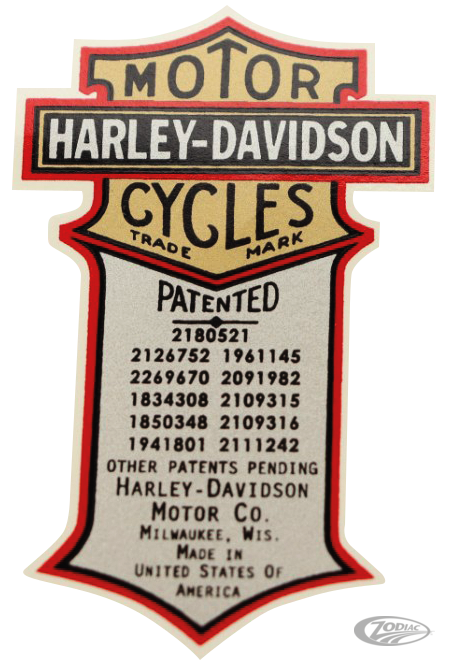 MOTOR
HARLEY-DAVIDSON
CYCLES
TRADE MARK
PATENTED
2180521
2126752 1961145
2269670 2091982
1834308 2109315
1850348 2109316
1941801 2111242
OTHER PATENTS PENDING
HARLEY-DAVIDSON
MOTOR CO.
MILWAUKEE, WIS.
MADE IN
UNITED STATES OF
AMERICA
ZODIAC